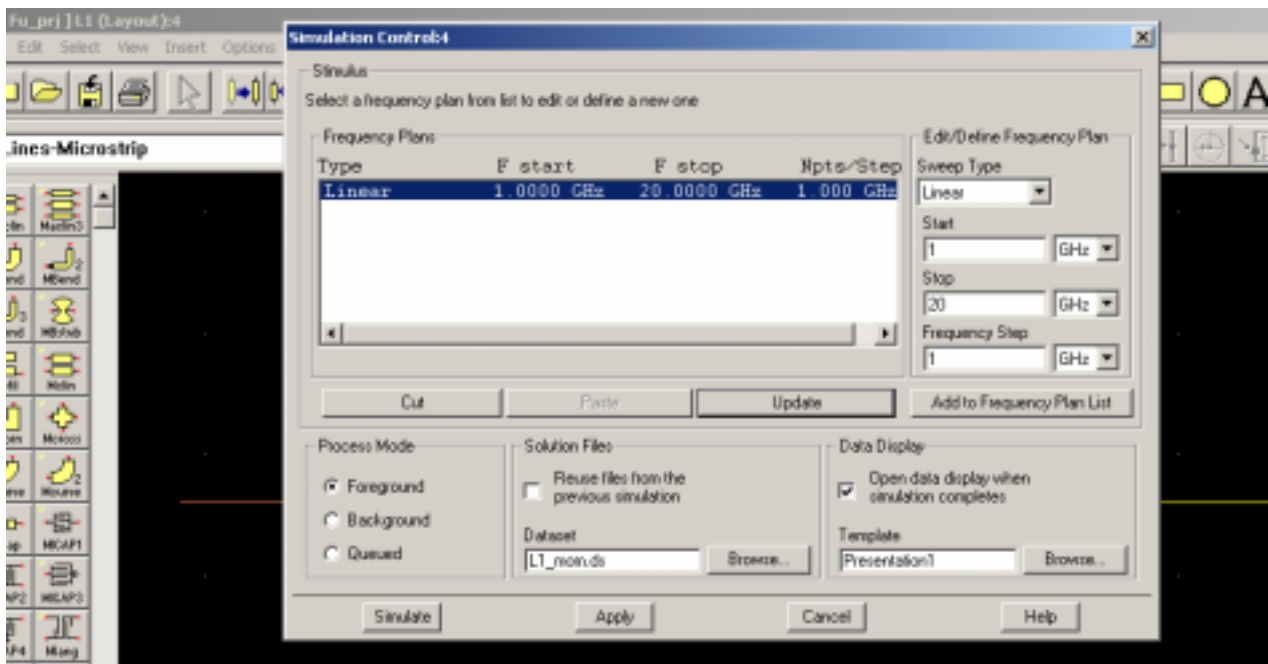 Fu_prj ] L1 (Layout):4
Edit Select View Insert Options
Simulation Control:4
Stimulus
Select a frequency plan from list to edit or define a new one
Frequency Plans
Type F start F stop Npts/Step
Linear 1.0000 GHz 20.0000 GHz 1.000 GHz
Edit/Define Frequency Plan
Sweep Type
Linear
Start
1 GHz
Stop
20 GHz
Frequency Step
1 GHz
Cut Paste Update Add to Frequency Plan List
Process Mode
Foreground
Background
Queued
Solution Files
Reuse files from the
previous simulation
Dataset
L1_mom.ds Browse...
Data Display
Open data display when
simulation completes
Template
Presentation1 Browse...
Simulate Apply Cancel Help
A
Lines-Microstrip
Maclin3
MBend
MBstub
Mclin
Mcross
Mcurve
MICAP1
MICAP3
Mlang